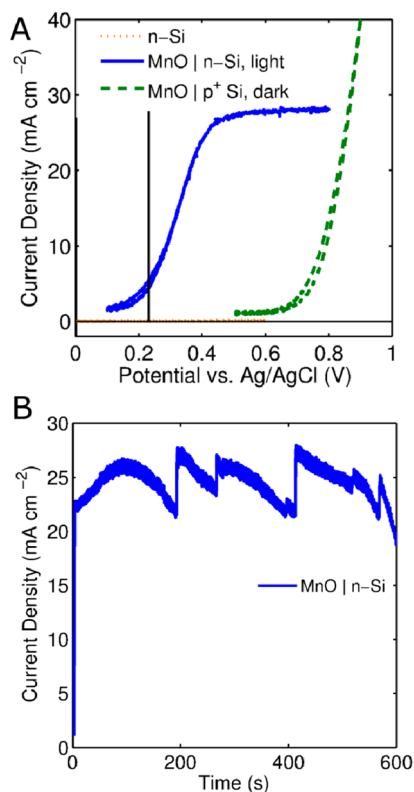 A
40
n−Si
MnO | n−Si, light
MnO | p+ Si, dark
30
20
10
0
Current Density (mA cm−2)
0.2 0.4 0.6 0.8 1
Potential vs. Ag/AgCl (V)
B
30
25
20
15
10
5
0
Current Density (mA cm−2)
MnO | n−Si
0 200 400 600
Time (s)